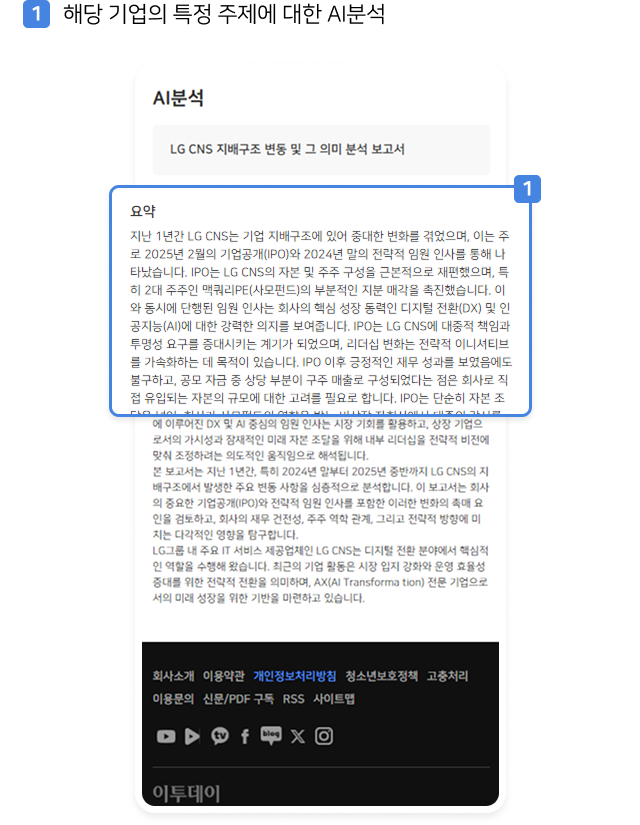 1 해당 기업의 특정 주제에 대한 AI분석
AI분석
LG CNS 지배구조 변동 및 그 의미 분석 보고서
1
요약
지난 1년간 LG CNS는 기업 지배구조에 있어 중대한 변화를 겪었으며, 이는 주
로 2025년 2월의 기업공개(IPO)와 2024년 말의 전략적 임원 인사를 통해 나
타났습니다. IPO는 LG CNS의 자본 및 주주 구성을 근본적으로 재편했으며, 특
히 2대 주주인 맥쿼리PE(사모펀드)의 부분적인 지분 매각을 촉진했습니다. 이
와 동시에 단행된 임원 인사는 회사의 핵심 성장 동력인 디지털 전환(DX) 및 인
공지능(AI)에 대한 강력한 의지를 보여줍니다. IPO는 LG CNS에 대중적 책임과
투명성 요구를 증대시키는 계기가 되었으며, 리더십 변화는 전략적 이니셔티브
를 가속화하는 데 목적이 있습니다. IPO 이후 긍정적인 재무 성과를 보였음에도
불구하고, 공모 자금 중 상당 부분이 구주 매출로 구성되었다는 점은 회사로 직
접 유입되는 자본의 규모에 대한 고려를 필요로 합니다. IPO는 단순히 자본 조
에 이루어진 DX 및 AI 중심의 임원 인사는 시장 기회를 활용하고, 상장 기업으
로서의 가시성과 잠재적인 미래 자본 조달을 위해 내부 리더십을 전략적 비전에
맞춰 조정하려는 의도적인 움직임으로 해석됩니다.
본 보고서는 지난 1년간, 특히 2024년 말부터 2025년 중반까지 LG CNS의 지
배구조에서 발생한 주요 변동 사항을 심층적으로 분석합니다. 이 보고서는 회사
의 중요한 기업공개(IPO)와 전략적 임원 인사를 포함한 이러한 변화의 촉매 요
인을 검토하고, 회사의 재무 건전성, 주주 역학 관계, 그리고 전략적 방향에 미
치는 다각적인 영향을 탐구합니다.
LG그룹 내 주요 IT 서비스 제공업체인 LG CNS는 디지털 전환 분야에서 핵심적
인 역할을 수행해 왔습니다. 최근의 기업 활동은 시장 입지 강화와 운영 효율성
증대를 위한 전략적 전환을 의미하며, AX(AI Transforma tion) 전문 기업으로
서의 미래 성장을 위한 기반을 마련하고 있습니다.
회사소개 이용약관 개인정보처리방침 청소년보호정책 고충처리
이용문의 신문/PDF 구독 RSS 사이트맵
tv f blog X
이투데이